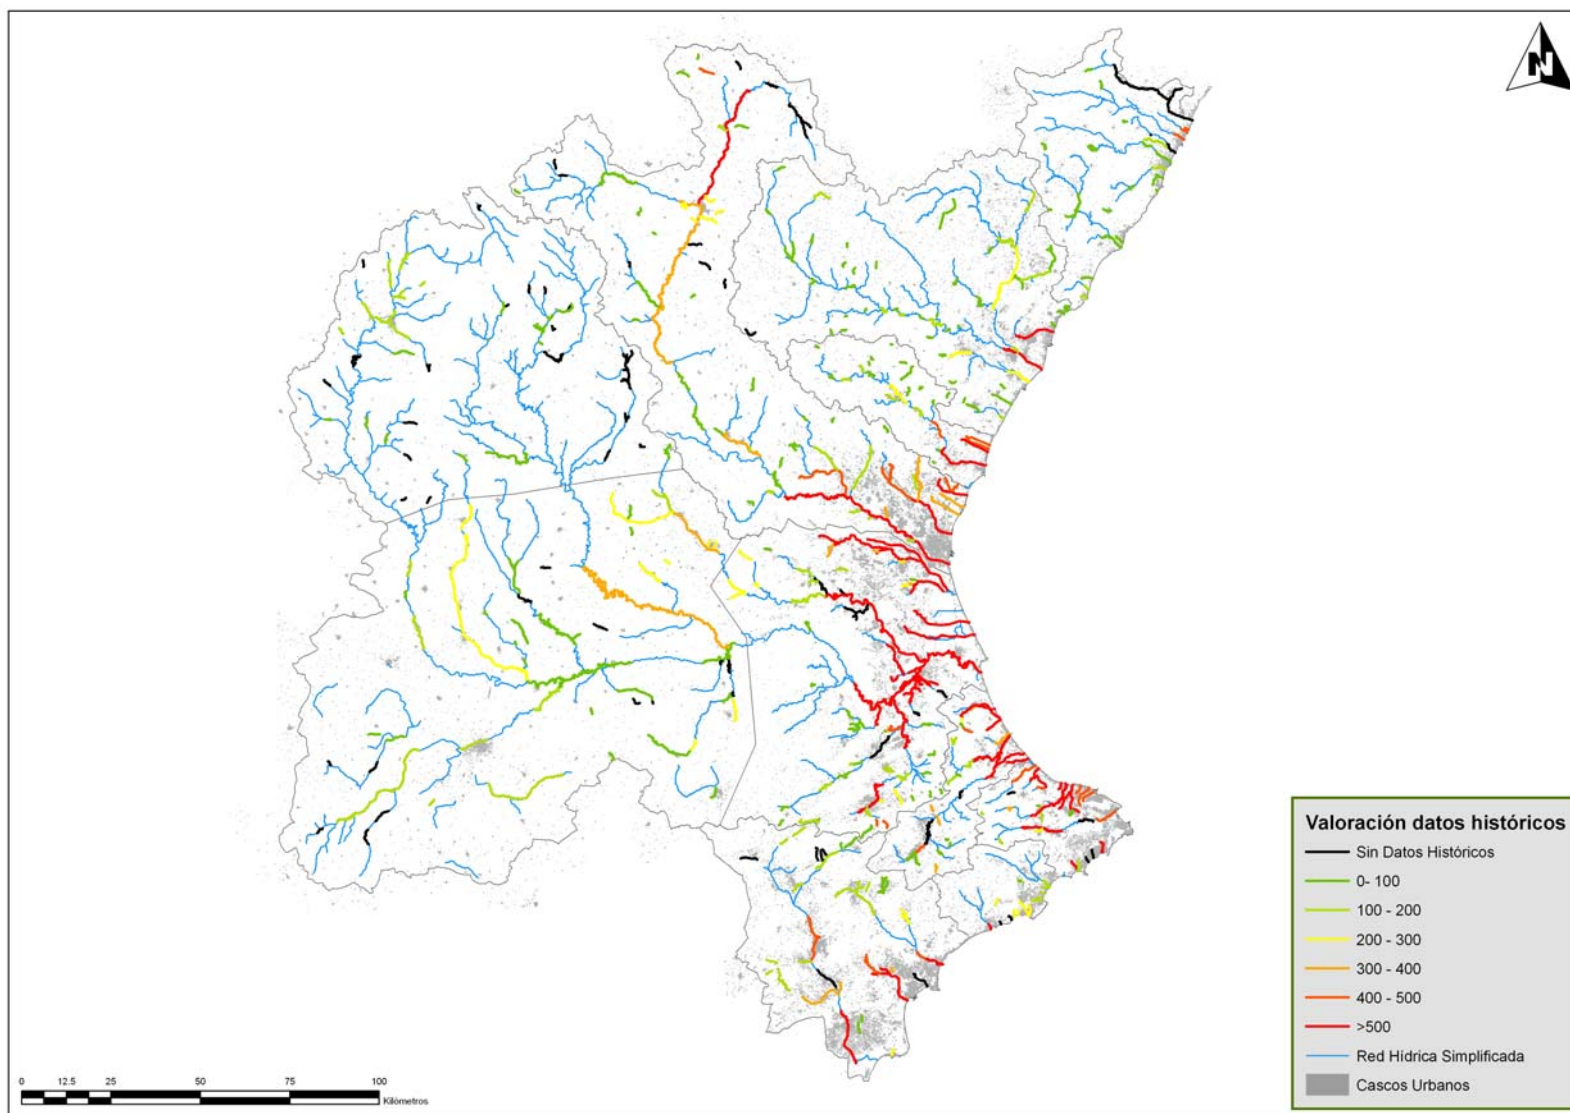 N
Valoración datos históricos
Sin Datos Históricos
0- 100
100 - 200
200 - 300
300 - 400
400 - 500
>500
Red Hídrica Simplificada
Cascos Urbanos
0 12.5 25 50 75 100
Kilómetros